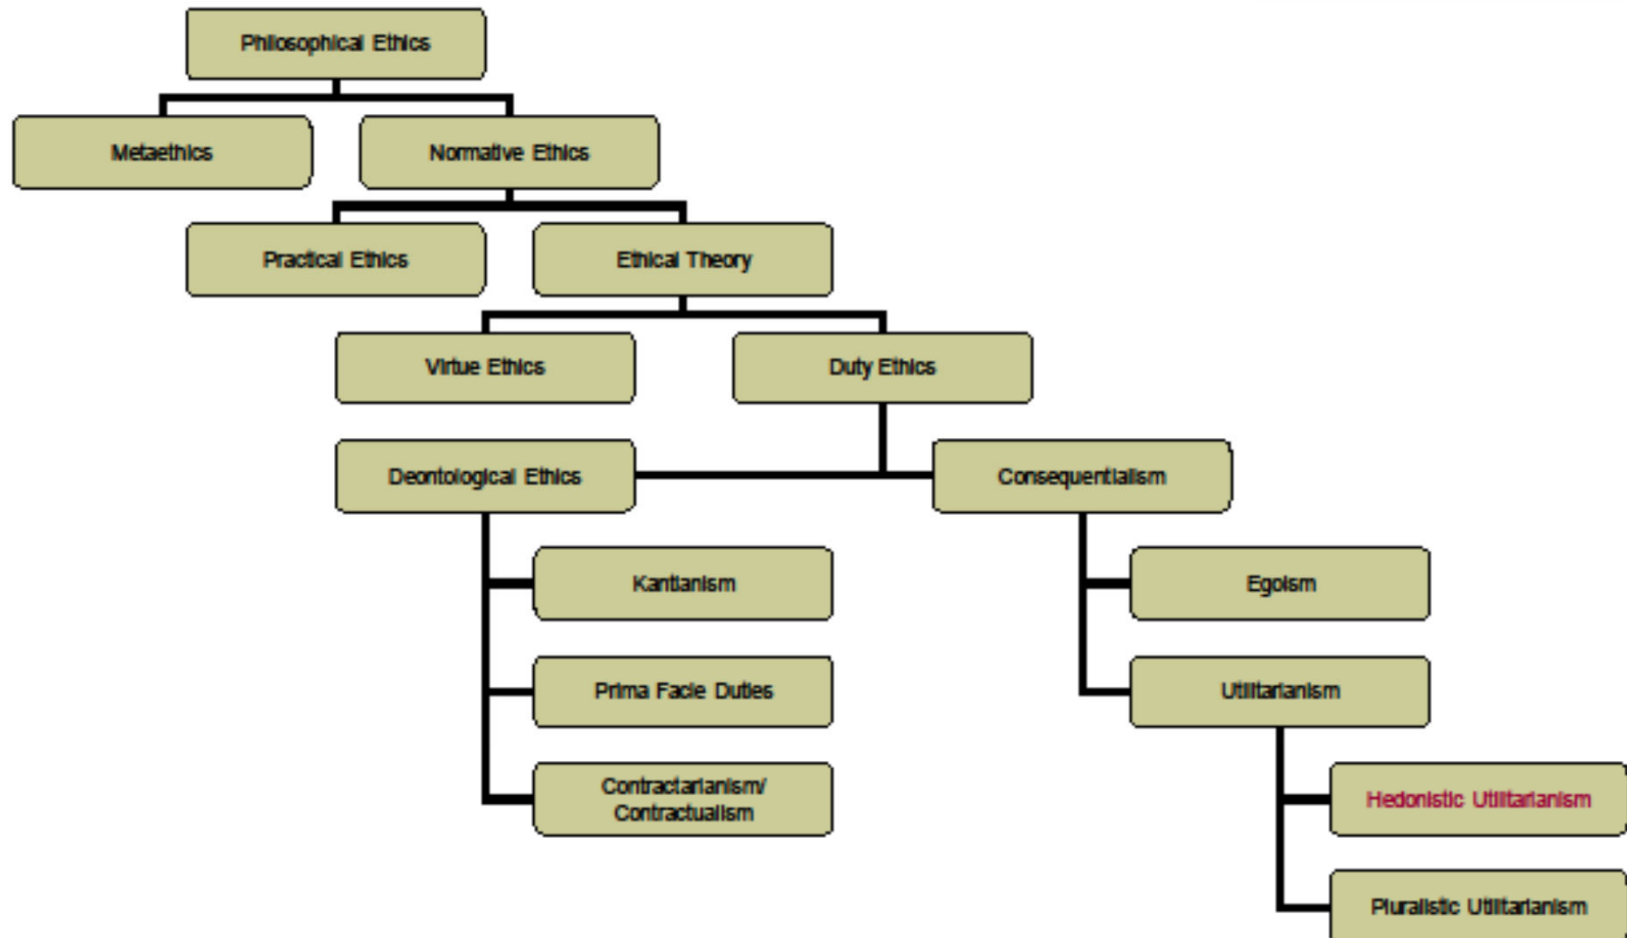 Philosophical Ethics
Metaethics
Normative Ethics
Practical Ethics
Ethical Theory
Virtue Ethics
Duty Ethics
Deontological Ethics
Consequentialism
Kantianism
Egoism
Prima Facie Duties
Utilitarianism
Contractarianism/
Contractualism
Hedonistic Utilitarianism
Pluralistic Utilitarianism